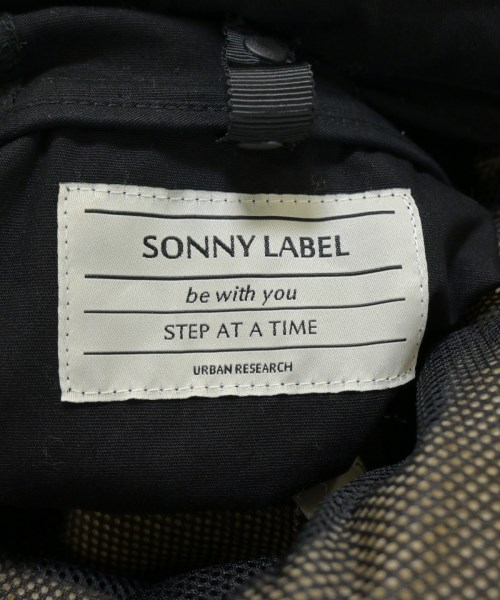 SONNY LABEL
be with you
STEP AT A TIME
URBAN RESEARCH